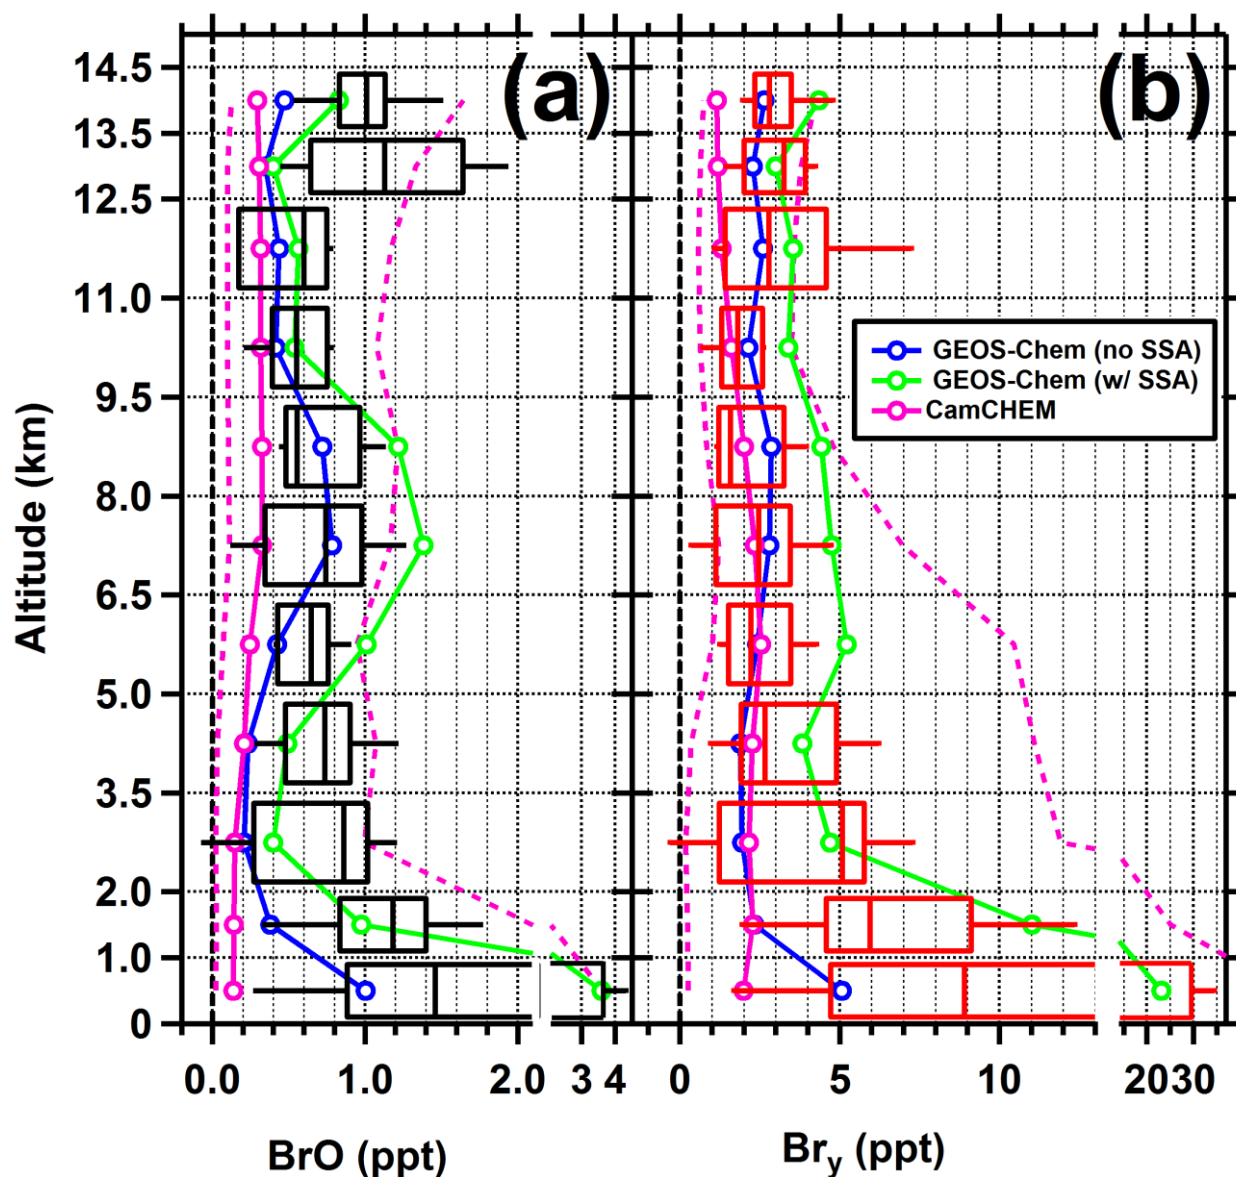 (a)
(b)
14.5
13.5
12.5
11.0
9.5
8.0
6.5
5.0
3.5
2.0
1.0
0
Altitude (km)
GEOS-Chem (no SSA)
GEOS-Chem (w/ SSA)
CamCHEM
0.0 1.0 2.0 3 4
0 5 10 20 30
BrO (ppt)
Bry (ppt)